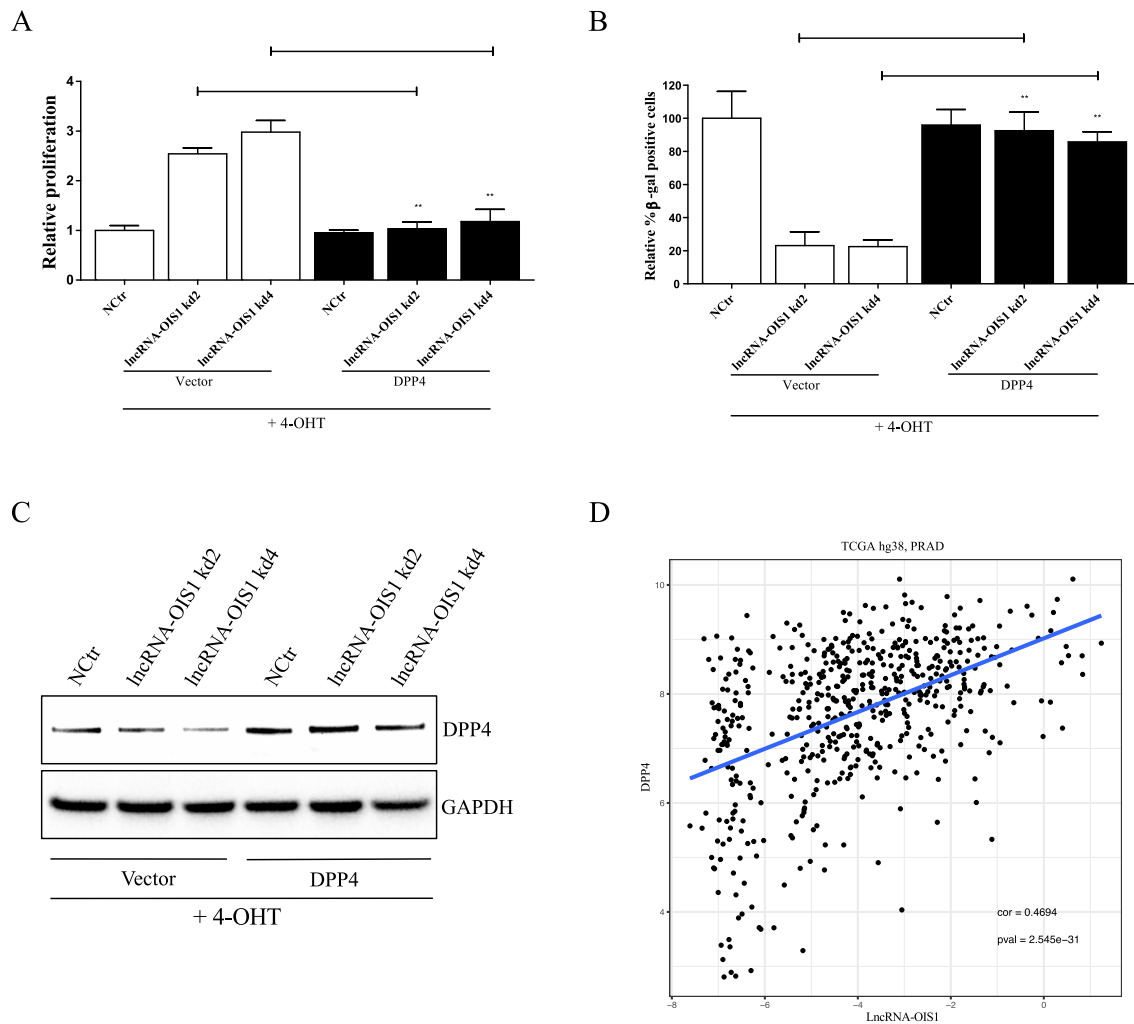 A
Relative proliferation
4
3
2
1
0
**
**
NCtr
lncRNA-OIS1 kd2
lncRNA-OIS1 kd4
NCtr
lncRNA-OIS1 kd2
lncRNA-OIS1 kd4
Vector
DPP4
+ 4-OHT
B
Relative % β-gal positive cells
120
100
80
60
40
20
0
**
**
NCtr
lncRNA-OIS1 kd2
lncRNA-OIS1 kd4
NCtr
lncRNA-OIS1 kd2
lncRNA-OIS1 kd4
Vector
DPP4
+ 4-OHT
C
NCtr
lncRNA-OIS1 kd2
lncRNA-OIS1 kd4
NCtr
lncRNA-OIS1 kd2
lncRNA-OIS1 kd4
DPP4
GAPDH
Vector
DPP4
+ 4-OHT
D
TCGA hg38, PRAD
DPP4
10
8
6
4
cor = 0.4694
pval = 2.545e−31
−8
−6
−4
−2
0
LncRNA-OIS1